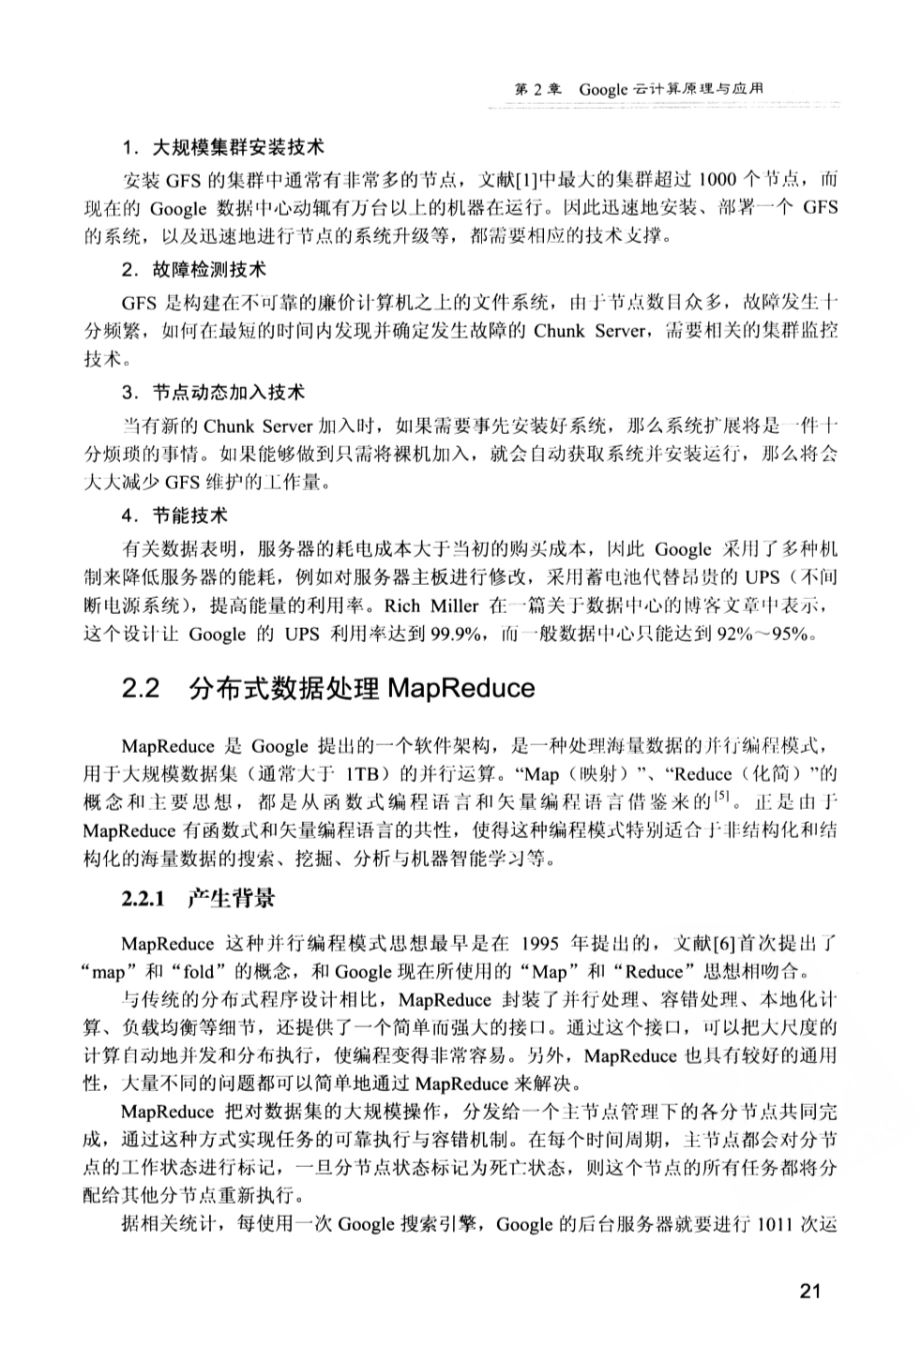 第 2 章　Google 云计算原理与应用
1．大规模集群安装技术
安装 GFS 的集群中通常有非常多的节点，文献[1]中最大的集群超过 1000 个节点，而
现在的 Google 数据中心动辄有万台以上的机器在运行。因此迅速地安装、部署一个 GFS
的系统，以及迅速地进行节点的系统升级等，都需要相应的技术支撑。
2．故障检测技术
GFS 是构建在不可靠的廉价计算机之上的文件系统，由于节点数目众多，故障发生十
分频繁，如何在最短的时间内发现并确定发生故障的 Chunk Server，需要相关的集群监控
技术。
3．节点动态加入技术
当有新的 Chunk Server 加入时，如果需要事先安装好系统，那么系统扩展将是一件十
分烦琐的事情。如果能够做到只需将裸机加入，就会自动获取系统并安装运行，那么将会
大大减少 GFS 维护的工作量。
4．节能技术
有关数据表明，服务器的耗电成本大于当初的购买成本，因此 Google 采用了多种机
制来降低服务器的能耗，例如对服务器主板进行修改，采用蓄电池代替昂贵的 UPS（不间
断电源系统），提高能量的利用率。Rich Miller 在一篇关于数据中心的博客文章中表示，
这个设计让 Google 的 UPS 利用率达到 99.9%，而一般数据中心只能达到 92%～95%。
2.2　分布式数据处理 MapReduce
MapReduce 是 Google 提出的一个软件架构，是一种处理海量数据的并行编程模式，
用于大规模数据集（通常大于 1TB）的并行运算。“Map（映射）”、“Reduce（化简）”的
概念和主要思想，都是从函数式编程语言和矢量编程语言借鉴来的[5]。正是由于
MapReduce 有函数式和矢量编程语言的共性，使得这种编程模式特别适合于非结构化和结
构化的海量数据的搜索、挖掘、分析与机器智能学习等。
2.2.1　产生背景
MapReduce 这种并行编程模式思想最早是在 1995 年提出的，文献[6]首次提出了
“map”和“fold”的概念，和 Google 现在所使用的“Map”和“Reduce”思想相吻合。
与传统的分布式程序设计相比，MapReduce 封装了并行处理、容错处理、本地化计
算、负载均衡等细节，还提供了一个简单而强大的接口。通过这个接口，可以把大尺度的
计算自动地并发和分布执行，使编程变得非常容易。另外，MapReduce 也具有较好的通用
性，大量不同的问题都可以简单地通过 MapReduce 来解决。
MapReduce 把对数据集的大规模操作，分发给一个主节点管理下的各分节点共同完
成，通过这种方式实现任务的可靠执行与容错机制。在每个时间周期，主节点都会对分节
点的工作状态进行标记，一旦分节点状态标记为死亡状态，则这个节点的所有任务都将分
配给其他分节点重新执行。
据相关统计，每使用一次 Google 搜索引擎，Google 的后台服务器就要进行 1011 次运
21